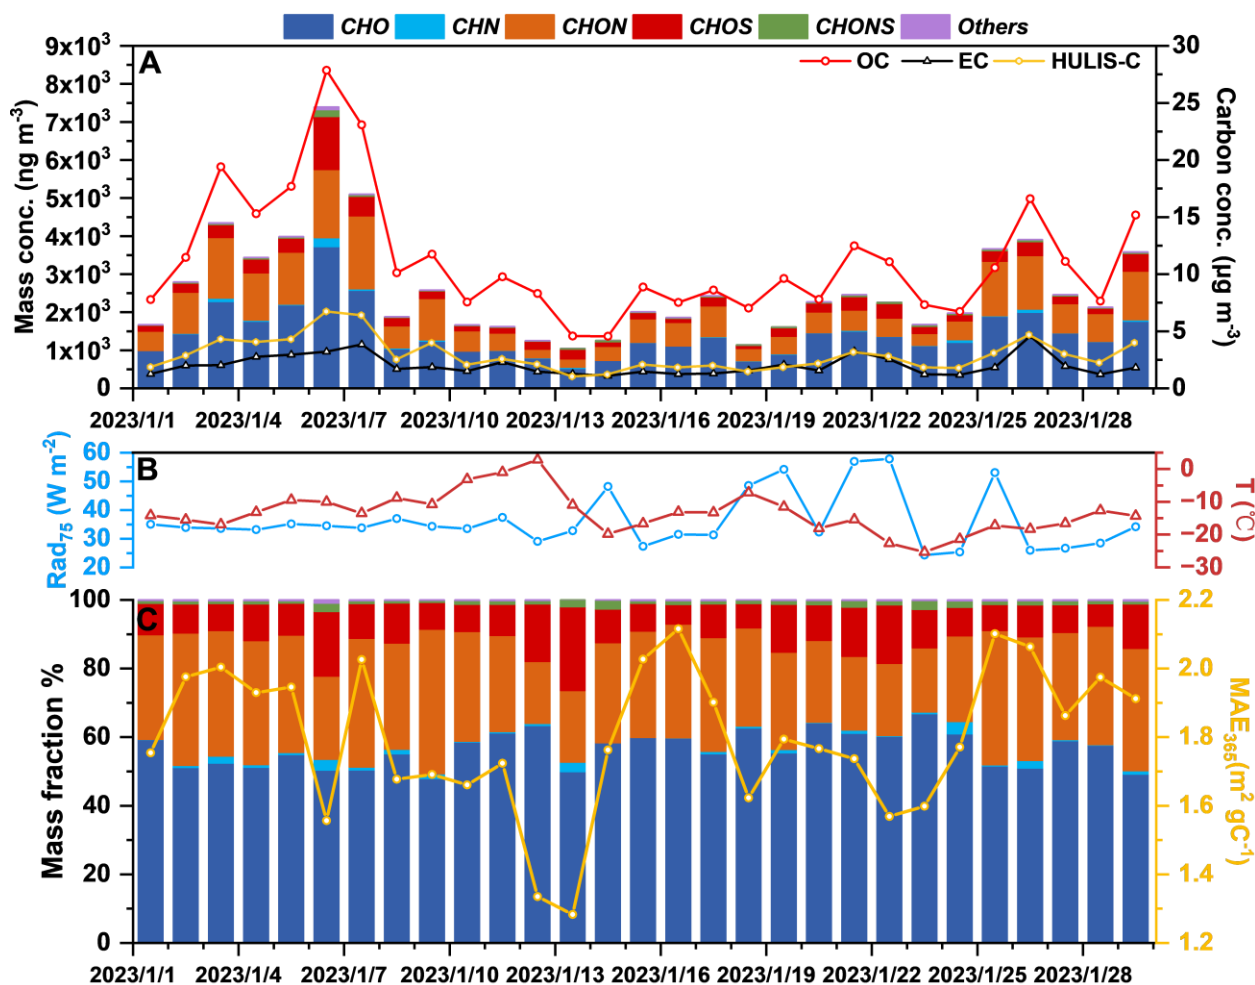 CHO CHN CHON CHOS CHONS Others
A
OC EC HULIS-C
Mass conc. (ng m⁻³)
9x10³
8x10³
7x10³
6x10³
5x10³
4x10³
3x10³
2x10³
1x10³
0
30
25
20
15
10
5
0
Carbon conc. (μg m⁻³)
2023/1/1 2023/1/4 2023/1/7 2023/1/10 2023/1/13 2023/1/16 2023/1/19 2023/1/22 2023/1/25 2023/1/28
B
Rad₇₅ (W m⁻²)
60
50
40
30
20
0
−10
−20
−30
T (℃)
C
Mass fraction %
100
80
60
40
20
0
2.2
2.0
1.8
1.6
1.4
1.2
MAE₃₆₅(m² gC⁻¹)
2023/1/1 2023/1/4 2023/1/7 2023/1/10 2023/1/13 2023/1/16 2023/1/19 2023/1/22 2023/1/25 2023/1/28